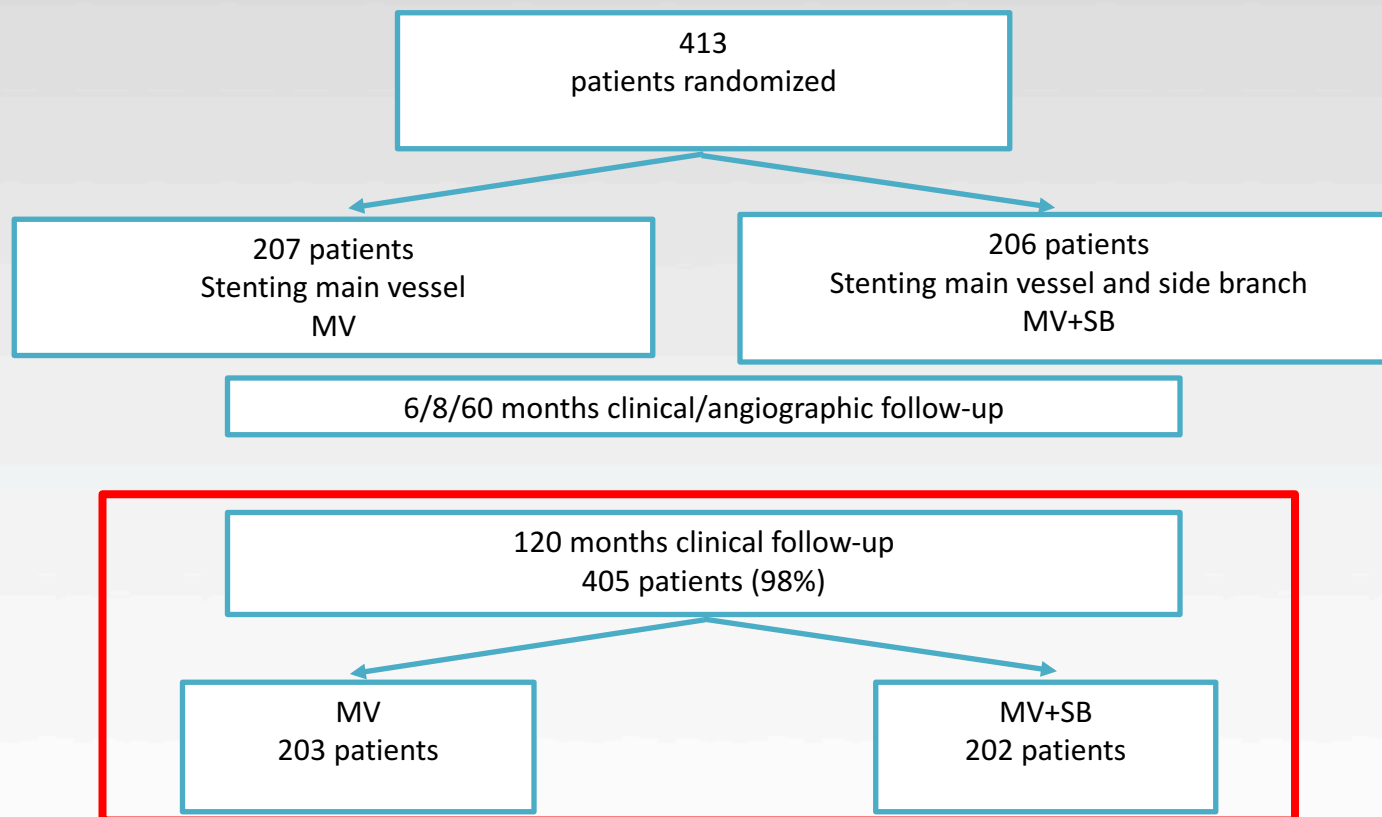 413
patients randomized
207 patients
Stenting main vessel
MV
206 patients
Stenting main vessel and side branch
MV+SB
6/8/60 months clinical/angiographic follow-up
120 months clinical follow-up
405 patients (98%)
MV
203 patients
MV+SB
202 patients